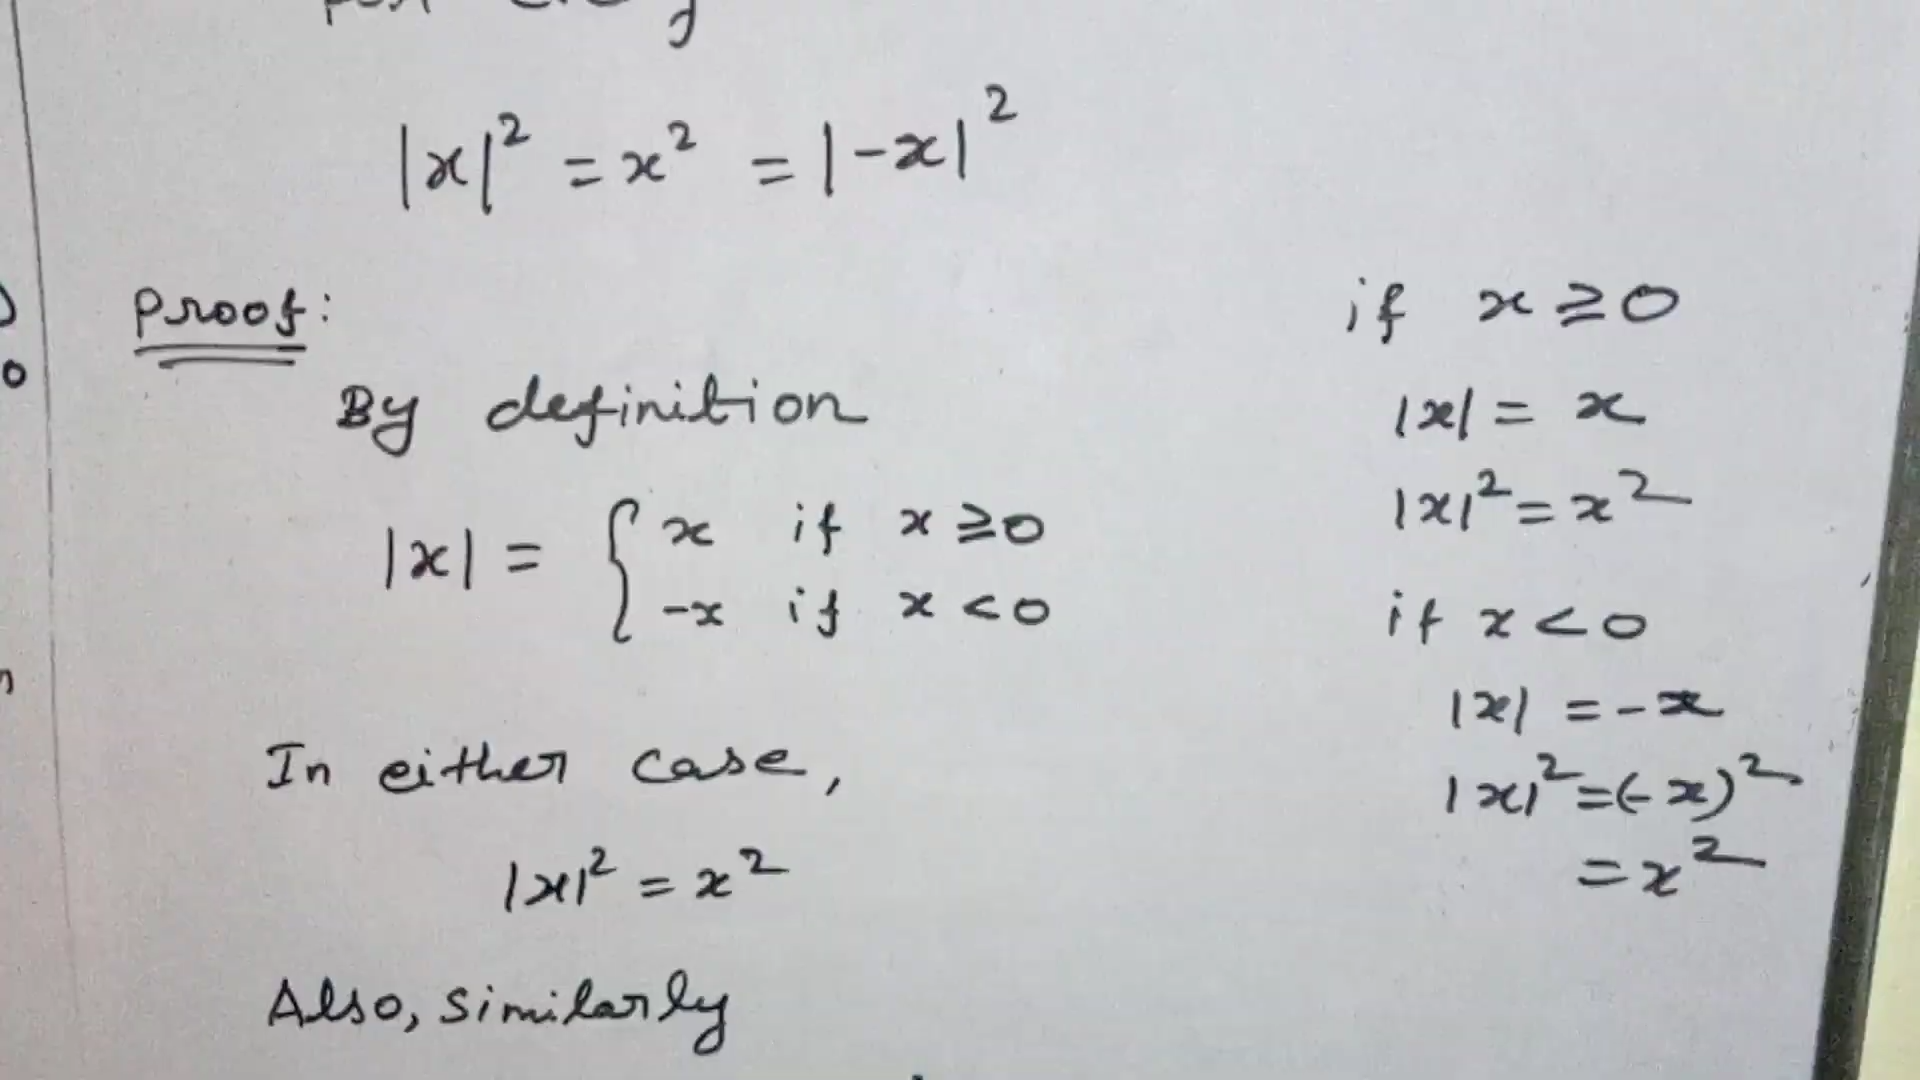 |x|² = x² = |-x|²
Proof:
By definition
|x| = { x if x ≥ 0
-x if x < 0
In either case,
|x|² = x²
Also, similarly
if x ≥ 0
|x| = x
|x|² = x²
if x < 0
|x| = -x
|x|² = (-x)²
= x²